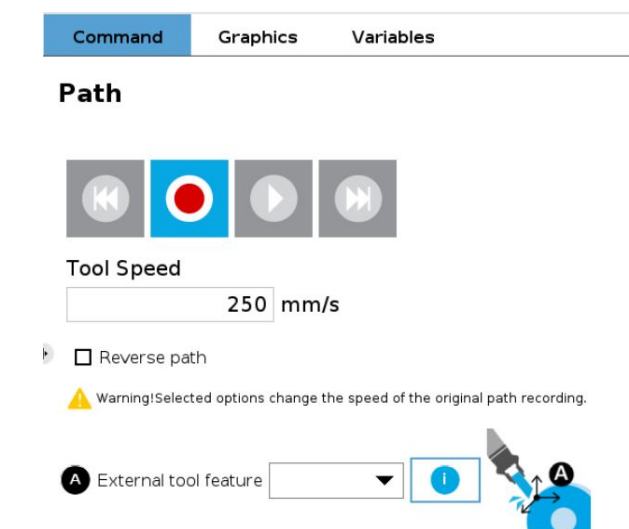 Command Graphics Variables
Path
Tool Speed
250 mm/s
Reverse path
Warning!Selected options change the speed of the original path recording.
A External tool feature i A